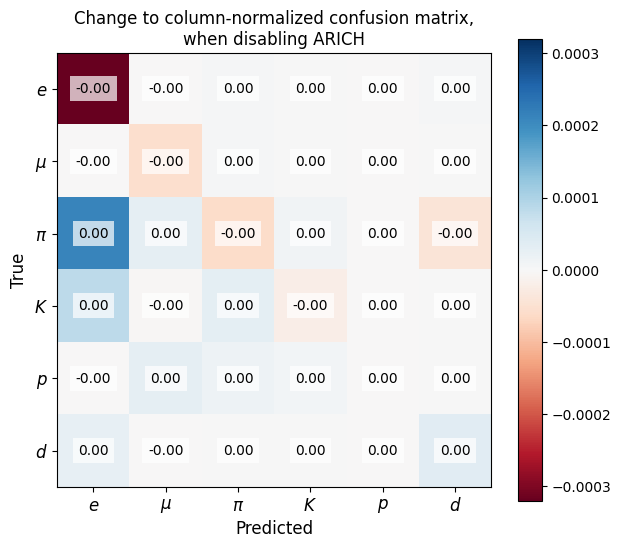 Change to column-normalized confusion matrix,
when disabling ARICH
e -0.00 -0.00 0.00 0.00 0.00 0.00
μ -0.00 -0.00 0.00 0.00 0.00 0.00
π 0.00 0.00 -0.00 0.00 0.00 -0.00
K 0.00 -0.00 0.00 -0.00 0.00 0.00
p -0.00 0.00 0.00 0.00 0.00 0.00
d 0.00 -0.00 0.00 0.00 0.00 0.00
True
e μ π K p d
Predicted
0.0003
0.0002
0.0001
0.0000
−0.0001
−0.0002
−0.0003